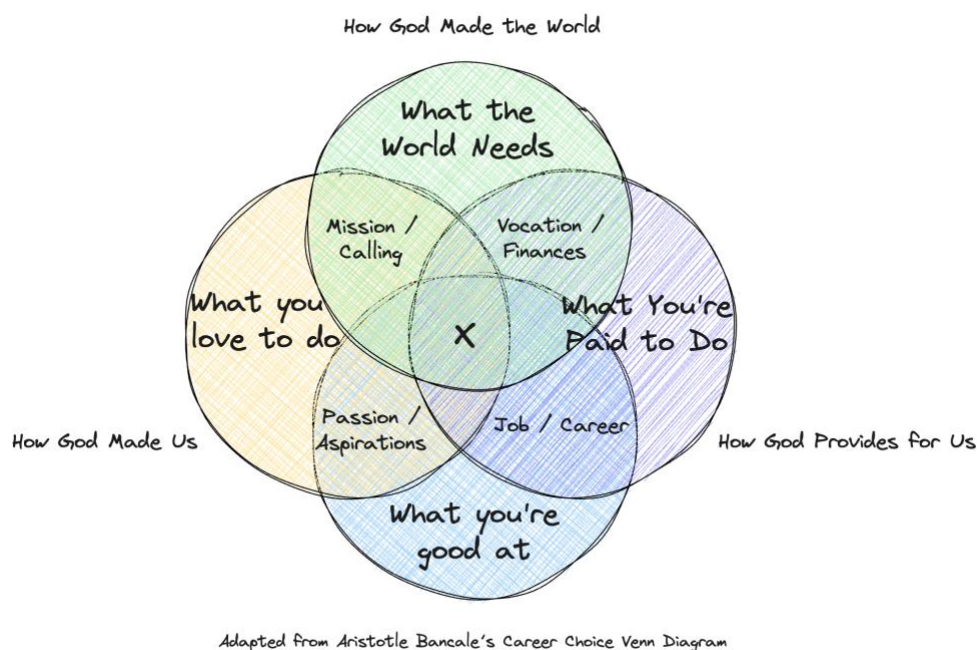 How God Made the World
What the
World Needs
Mission /
Calling
Vocation /
Finances
What you
love to do
X
What You're
Paid to Do
Passion /
Aspirations
Job / Career
How God Made Us
How God Provides for Us
What you're
good at
Adapted from Aristotle Bancale's Career Choice Venn Diagram